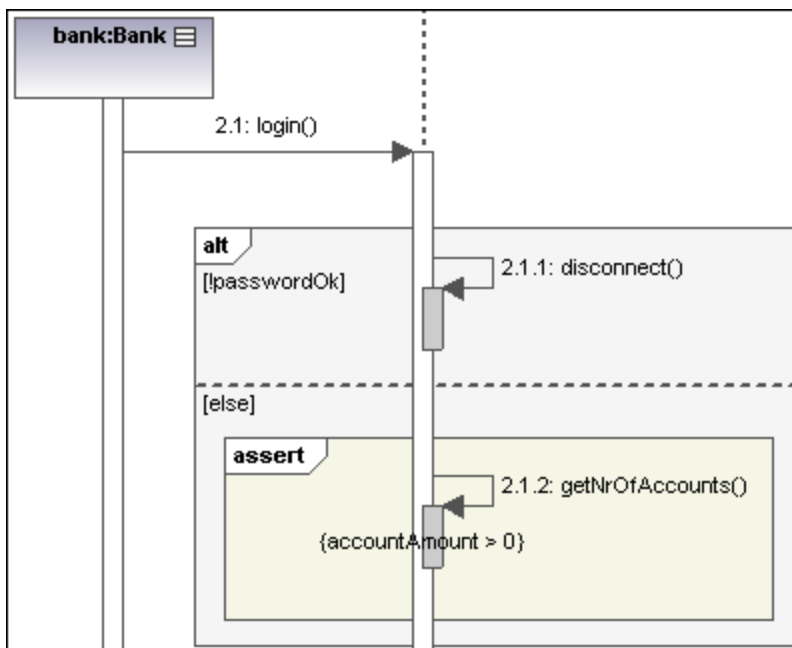 bank:Bank
2.1: login()
alt
2.1.1: disconnect()
[!passwordOk]
[else]
assert
2.1.2: getNrOfAccounts()
{accountAmount > 0}